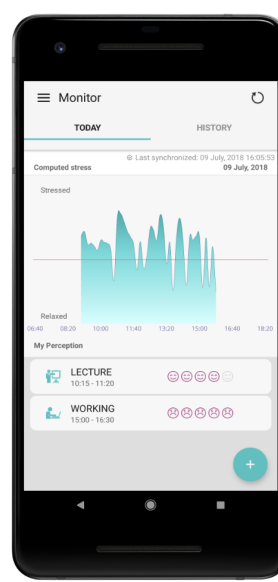 Monitor
TODAY HISTORY
Last synchronized: 09 July, 2018 16:05:53
Computed stress 09 July, 2018
Stressed
Relaxed
06:40 08:20 10:00 11:40 13:20 15:00 16:40 18:20
My Perception
LECTURE
10:15 - 11:20
WORKING
15:00 - 16:30